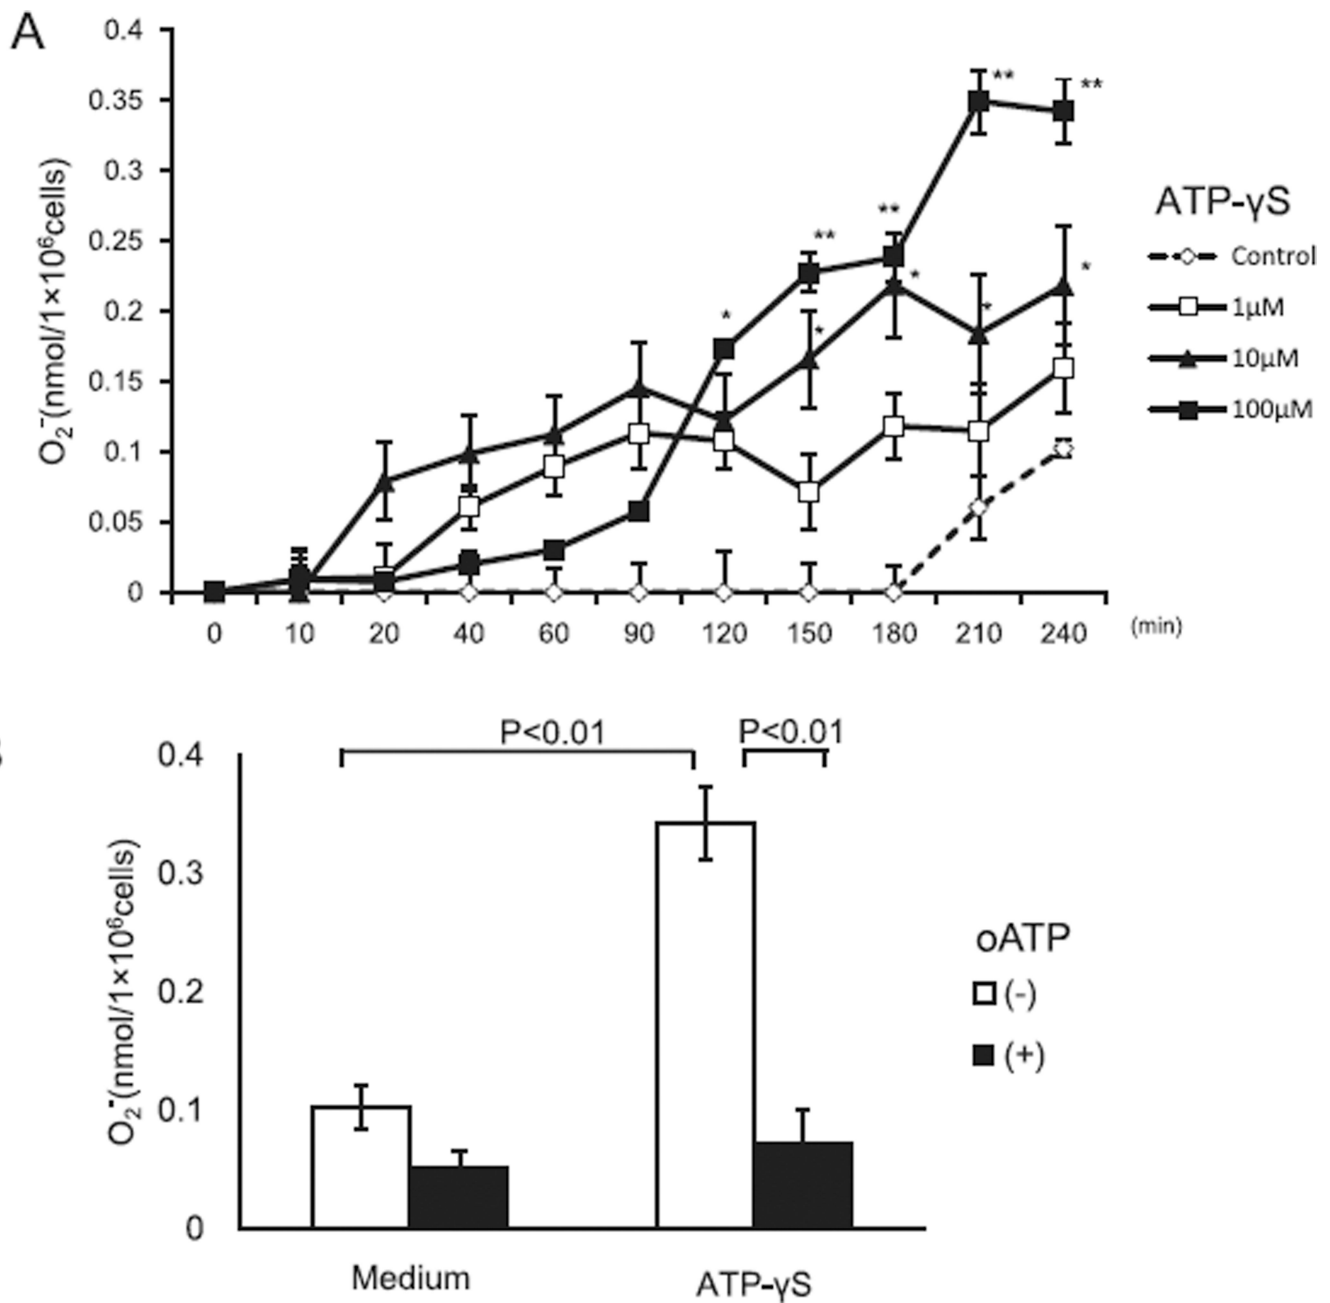 A
0.4
0.35
0.3
0.25
0.2
0.15
0.1
0.05
0
O₂⁻(nmol/1×10⁶cells)
**
**
**
**
*
*
*
*
*
0 10 20 40 60 90 120 150 180 210 240 (min)
ATP-γS
Control
1μM
10μM
100μM
P<0.01 P<0.01
0.4
0.3
0.2
0.1
0
O₂⁻(nmol/1×10⁶cells)
Medium ATP-γS
oATP
(-)
(+)